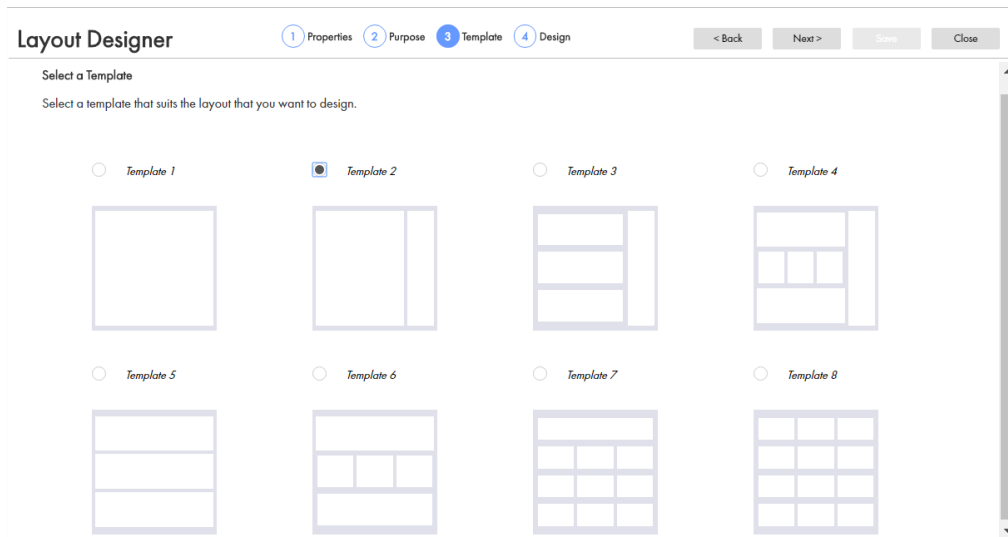 Layout Designer
1 Properties 2 Purpose 3 Template 4 Design
< Back Next > Save Close
Select a Template
Select a template that suits the layout that you want to design.
Template 1 Template 2 Template 3 Template 4
Template 5 Template 6 Template 7 Template 8